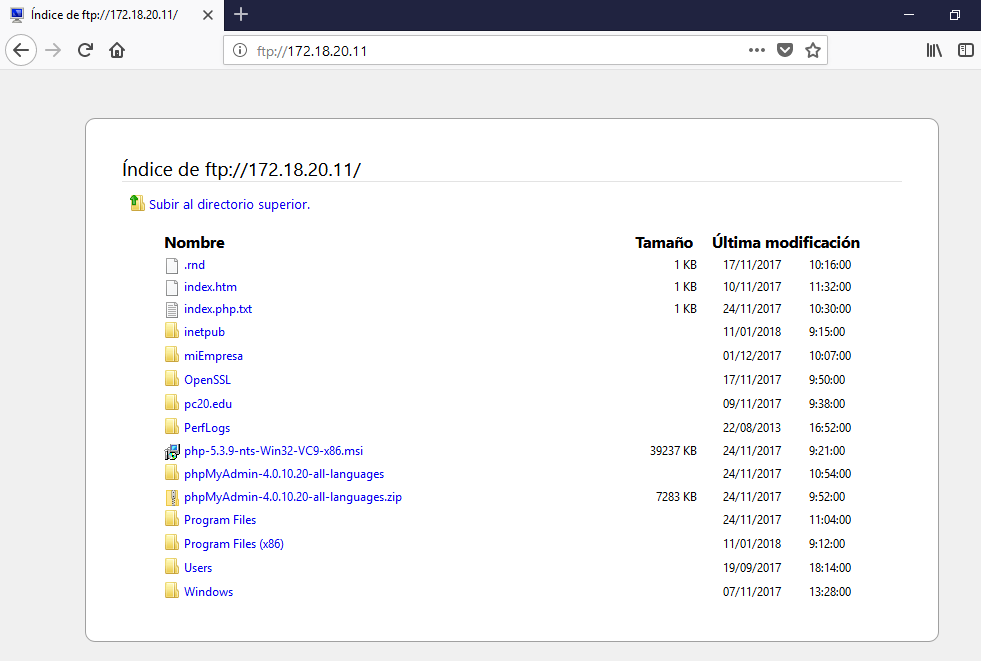 Índice de ftp://172.18.20.11/
ftp://172.18.20.11
Índice de ftp://172.18.20.11/
Subir al directorio superior.
Nombre Tamaño Última modificación
.rnd 1 KB 17/11/2017 10:16:00
index.htm 1 KB 10/11/2017 11:32:00
index.php.txt 1 KB 24/11/2017 10:30:00
inetpub 11/01/2018 9:15:00
miEmpresa 01/12/2017 10:07:00
OpenSSL 17/11/2017 9:50:00
pc20.edu 09/11/2017 9:38:00
PerfLogs 22/08/2013 16:52:00
php-5.3.9-nts-Win32-VC9-x86.msi 39237 KB 24/11/2017 9:21:00
phpMyAdmin-4.0.10.20-all-languages 24/11/2017 10:54:00
phpMyAdmin-4.0.10.20-all-languages.zip 7283 KB 24/11/2017 9:52:00
Program Files 24/11/2017 11:04:00
Program Files (x86) 11/01/2018 9:12:00
Users 19/09/2017 18:14:00
Windows 07/11/2017 13:28:00